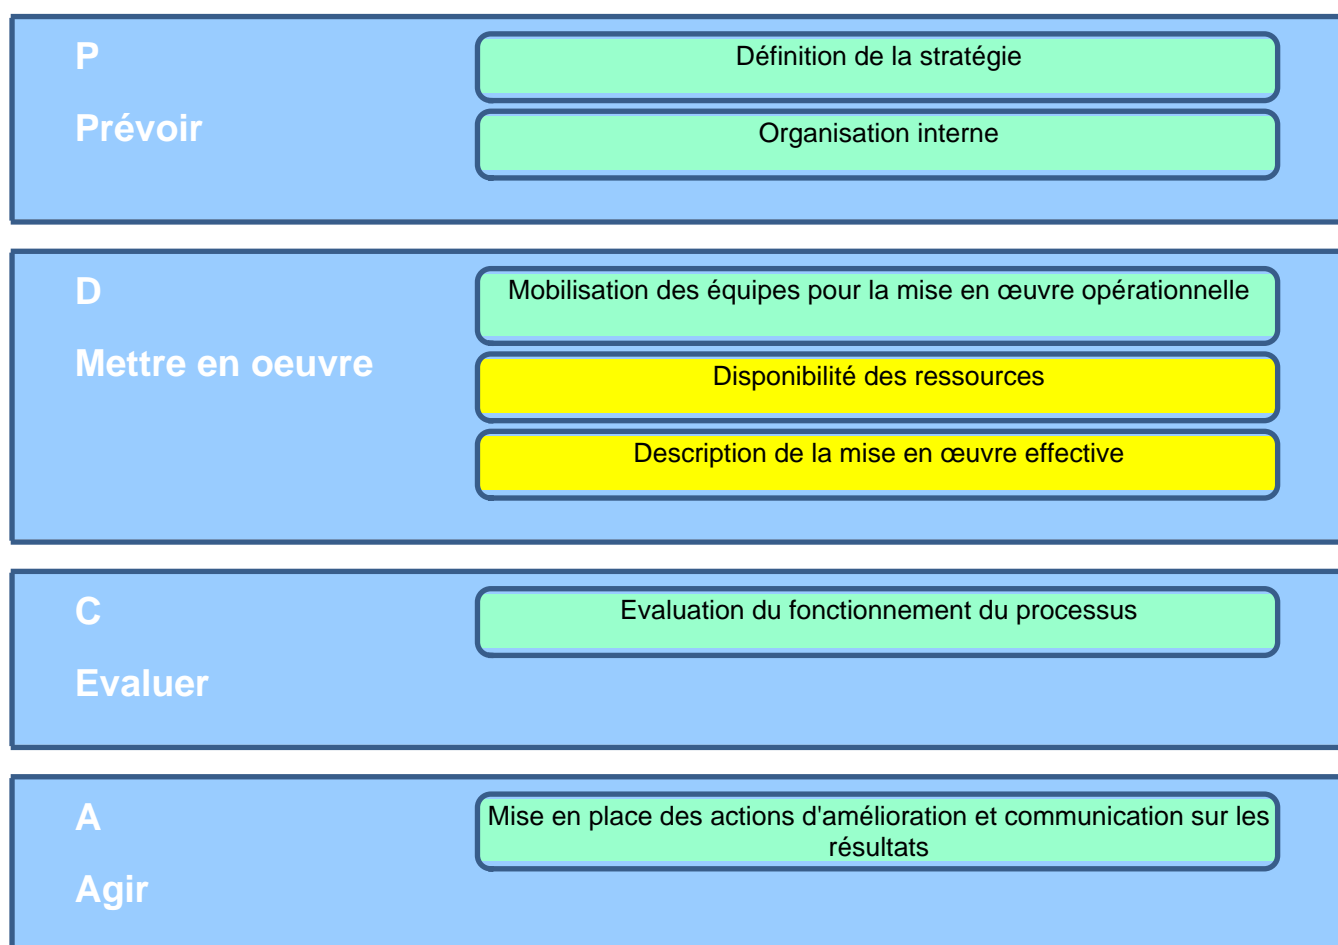 P
Prévoir
Définition de la stratégie
Organisation interne
D
Mettre en oeuvre
Mobilisation des équipes pour la mise en œuvre opérationnelle
Disponibilité des ressources
Description de la mise en œuvre effective
C
Evaluer
Evaluation du fonctionnement du processus
A
Agir
Mise en place des actions d'amélioration et communication sur les
résultats